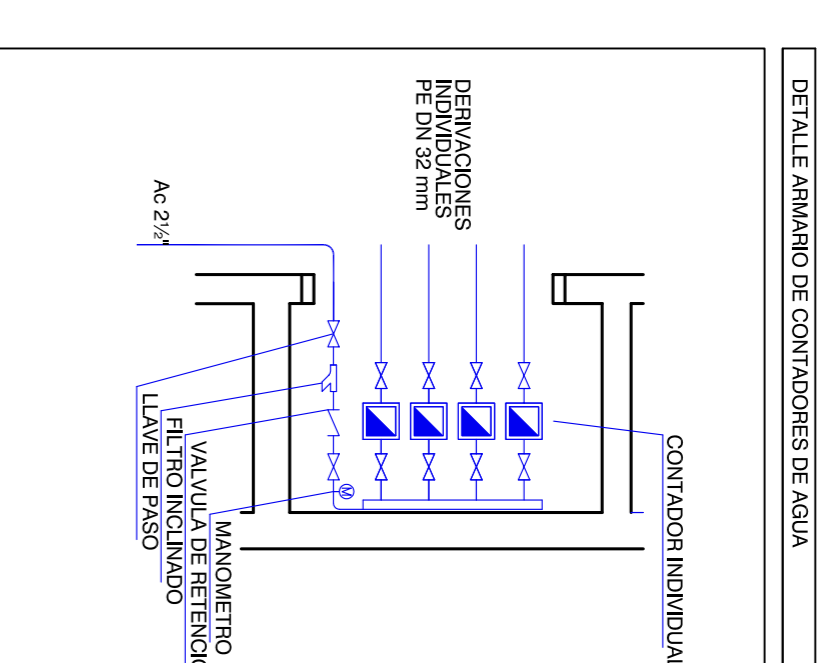 DETALLE ARMARIO DE CONTADORES DE AGUA
DERIVACIONES
INDIVIDUALES
PE DN 32 mm
Ac 2½"
CONTADOR INDIVIDUAL
MANOMETRO
VALVULA DE RETENCIO
FILTRO INCLINADO
LLAVE DE PASO
M